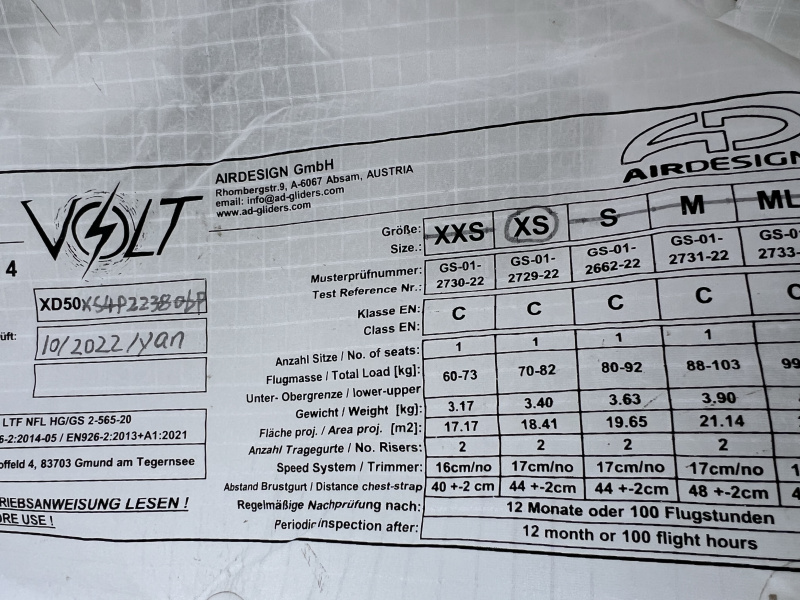 VOLT
4
AIRDESIGN GmbH
Rhombergstr.9, A-6067 Absam, AUSTRIA
email: info@ad-gliders.com
www.ad-gliders.com
AIRDESIGN
XD50
10/2022/yan
LTF NFL HG/GS 2-565-20
6-2:2014-05 / EN926-2:2013+A1:2021
offeld 4, 83703 Gmund am Tegernsee
RIEBSANWEISUNG LESEN !
ORE USE !
Größe: XXS XS S M ML
Size.:
Musterprüfnummer: GS-01- GS-01- GS-01- GS-01- GS-0
Test Reference Nr.: 2730-22 2729-22 2662-22 2731-22 2733-
Klasse EN: C C C C C
Class EN:
Anzahl Sitze / No. of seats: 1 1 1 1
Flugmasse / Total Load [kg]: 60-73 70-82 80-92 88-103 99
Unter- Obergrenze / lower-upper
Gewicht / Weight [kg]: 3.17 3.40 3.63 3.90
Fläche proj. / Area proj. [m2]: 17.17 18.41 19.65 21.14
Anzahl Tragegurte / No. Risers: 2 2 2 2
Speed System / Trimmer: 16cm/no 17cm/no 17cm/no 17cm/no
Abstand Brustgurt / Distance chest-strap 40 +-2 cm 44 +-2cm 44 +-2cm 48 +-2cm
Regelmäßige Nachprüfung nach: 12 Monate oder 100 Flugstunden
Periodic inspection after: 12 month or 100 flight hours